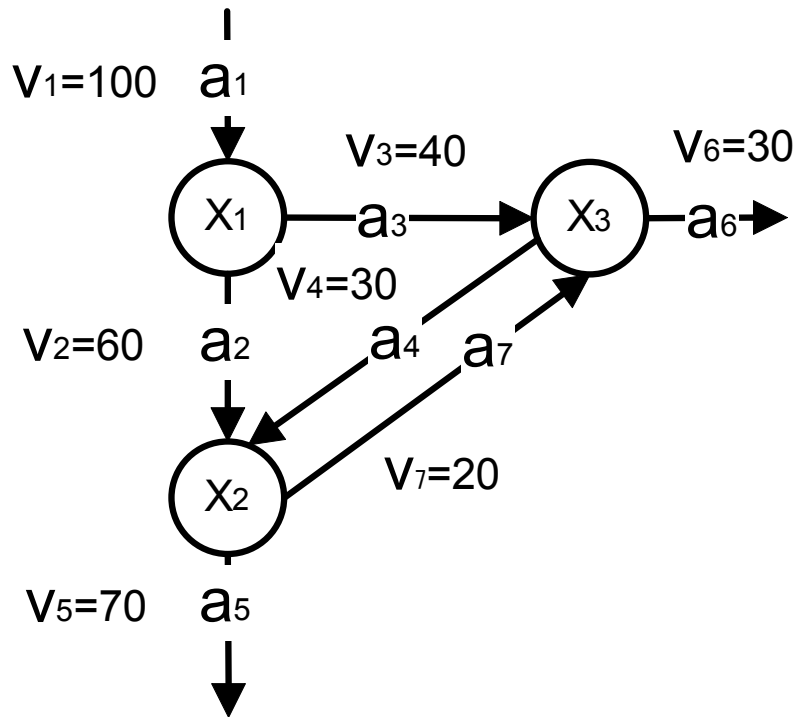 v1=100 a1
v3=40
v6=30
x1
a3
x3
a6
v4=30
v2=60 a2
a4
a7
x2
v7=20
v5=70 a5